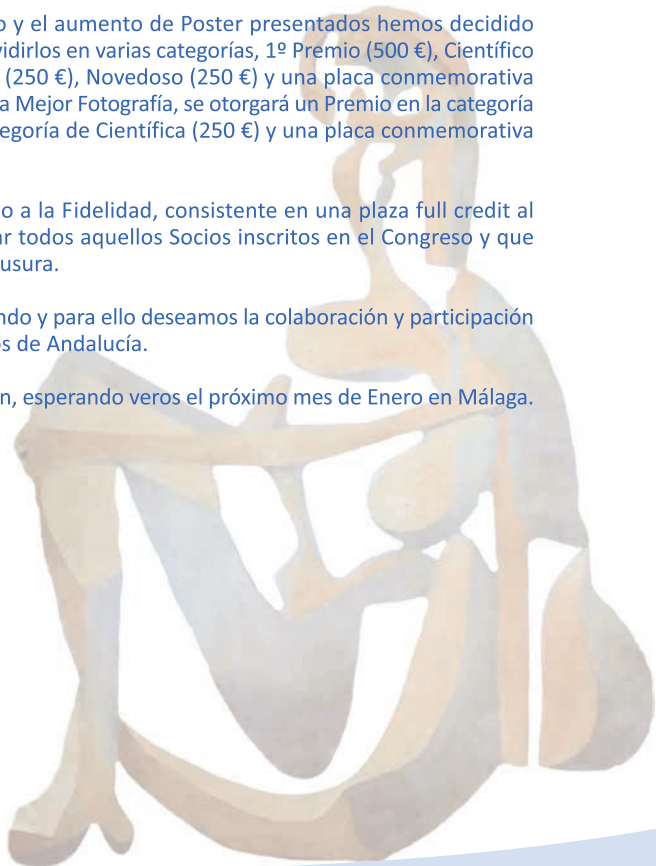 y el aumento de Poster presentados hemos decidido
vidirlos en varias categorías, 1º Premio (500 €), Científico
(250 €), Novedoso (250 €) y una placa conmemorativa
a Mejor Fotografía, se otorgará un Premio en la categoría
egoría de Científica (250 €) y una placa conmemorativa
o a la Fidelidad, consistente en una plaza full credit al
ar todos aquellos Socios inscritos en el Congreso y que
usura.
ndo y para ello deseamos la colaboración y participación
os de Andalucía.
n, esperando veros el próximo mes de Enero en Málaga.